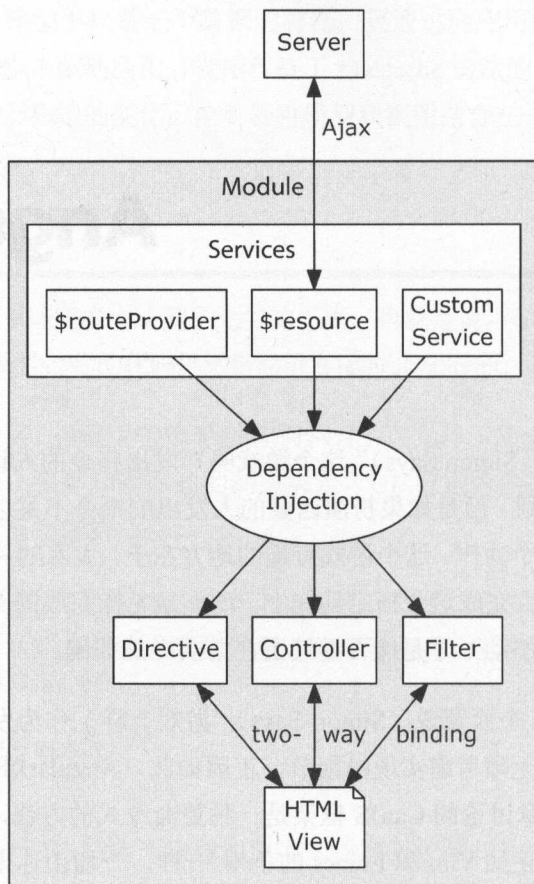 Server
Ajax
Module
Services
$routeProvider
$resource
Custom
Service
Dependency
Injection
Directive
Controller
Filter
two-
way
binding
HTML
View